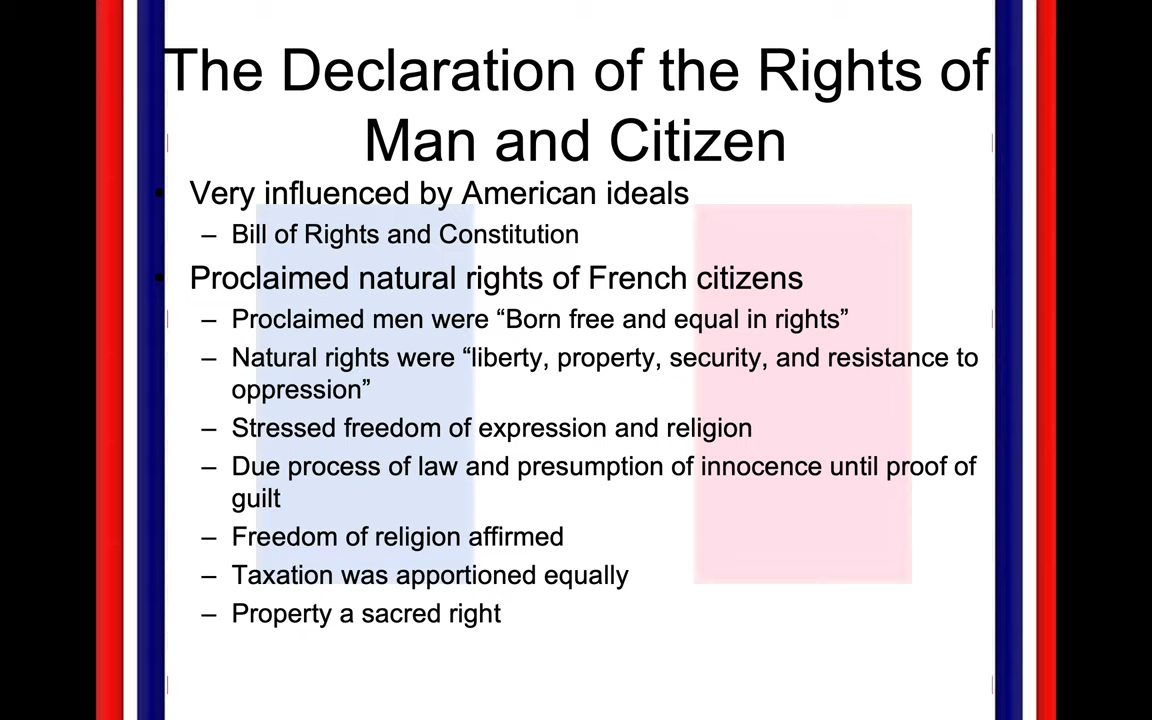 The Declaration of the Rights of
Man and Citizen
• Very influenced by American ideals
– Bill of Rights and Constitution
• Proclaimed natural rights of French citizens
– Proclaimed men were “Born free and equal in rights”
– Natural rights were “liberty, property, security, and resistance to
oppression”
– Stressed freedom of expression and religion
– Due process of law and presumption of innocence until proof of
guilt
– Freedom of religion affirmed
– Taxation was apportioned equally
– Property a sacred right